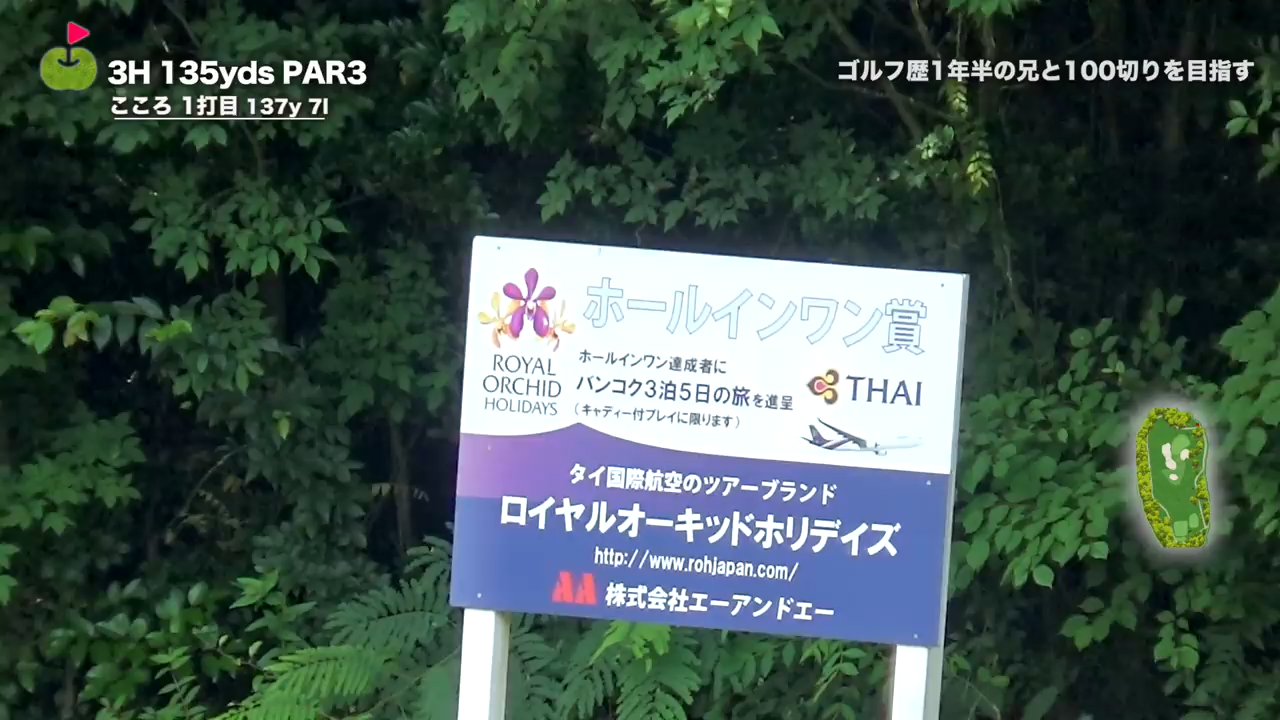 3H 135yds PAR3
こころ 1打目 137y 7I
ゴルフ歴1年半の兄と100切りを目指す
ホールインワン賞
ROYAL
ORCHID
HOLIDAYS
ホールインワン達成者に
バンコク3泊5日の旅を進呈
(キャディー付プレイに限ります)
THAI
タイ国際航空のツアーブランド
ロイヤルオーキッドホリデイズ
http://www.rohjapan.com/
AA 株式会社エーアンドエー